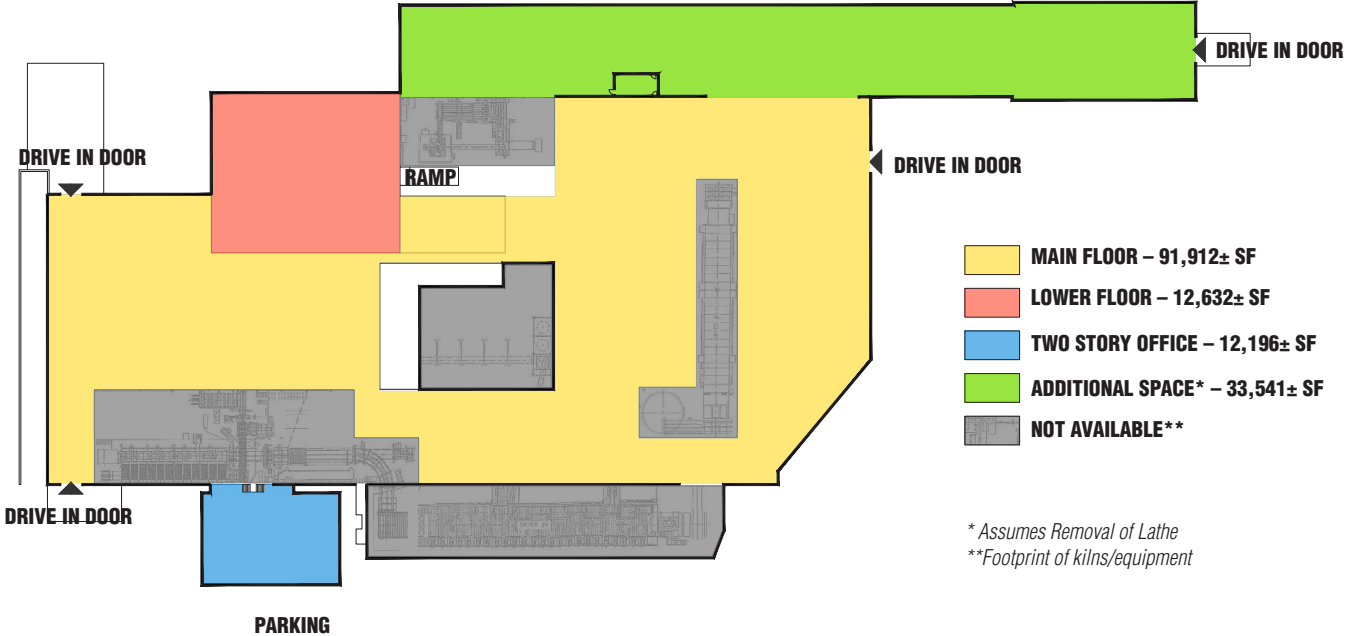 DRIVE IN DOOR
DRIVE IN DOOR
DRIVE IN DOOR
RAMP
MAIN FLOOR – 91,912± SF
LOWER FLOOR – 12,632± SF
TWO STORY OFFICE – 12,196± SF
ADDITIONAL SPACE* – 33,541± SF
NOT AVAILABLE**
DRIVE IN DOOR
* Assumes Removal of Lathe
**Footprint of kilns/equipment
PARKING